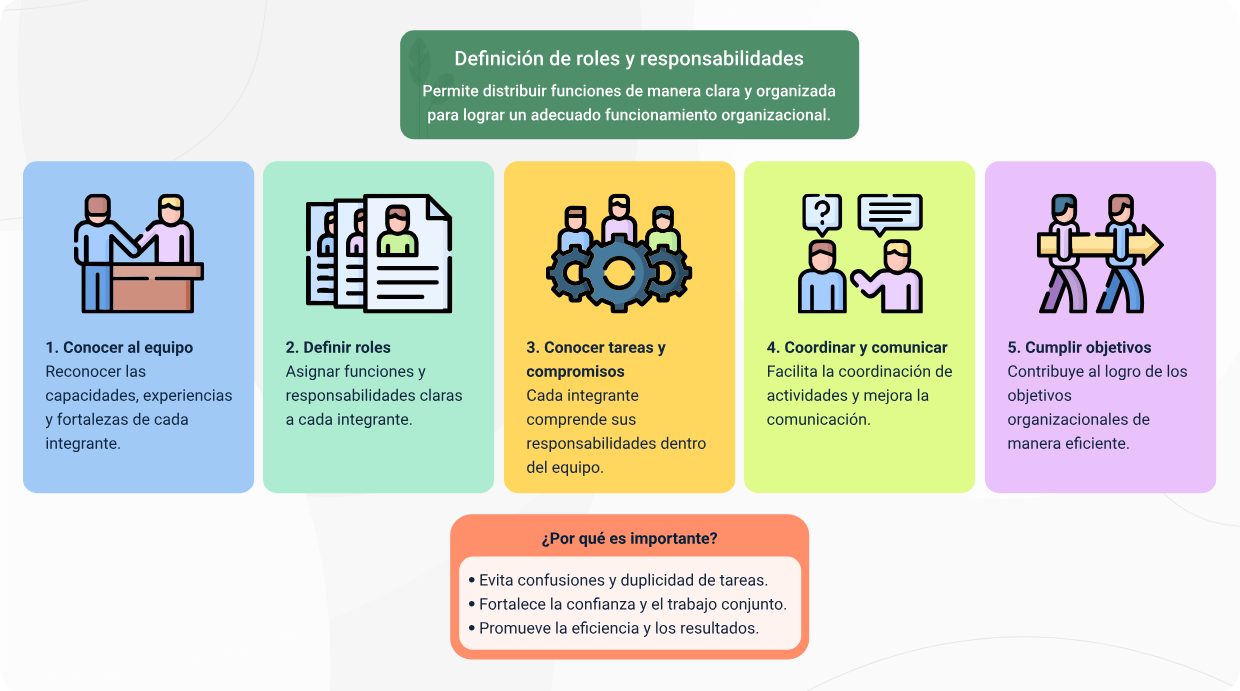 Definición de roles y responsabilidades
Permite distribuir funciones de manera clara y organizada
para lograr un adecuado funcionamiento organizacional.
1. Conocer al equipo
Reconocer las
capacidades, experiencias
y fortalezas de cada
integrante.
2. Definir roles
Asignar funciones y
responsabilidades claras
a cada integrante.
3. Conocer tareas y
compromisos
Cada integrante
comprende sus
responsabilidades dentro
del equipo.
?
4. Coordinar y comunicar
Facilita la coordinación de
actividades y mejora la
comunicación.
5. Cumplir objetivos
Contribuye al logro de los
objetivos
organizacionales de
manera eficiente.
¿Por qué es importante?
• Evita confusiones y duplicidad de tareas.
• Fortalece la confianza y el trabajo conjunto.
• Promueve la eficiencia y los resultados.